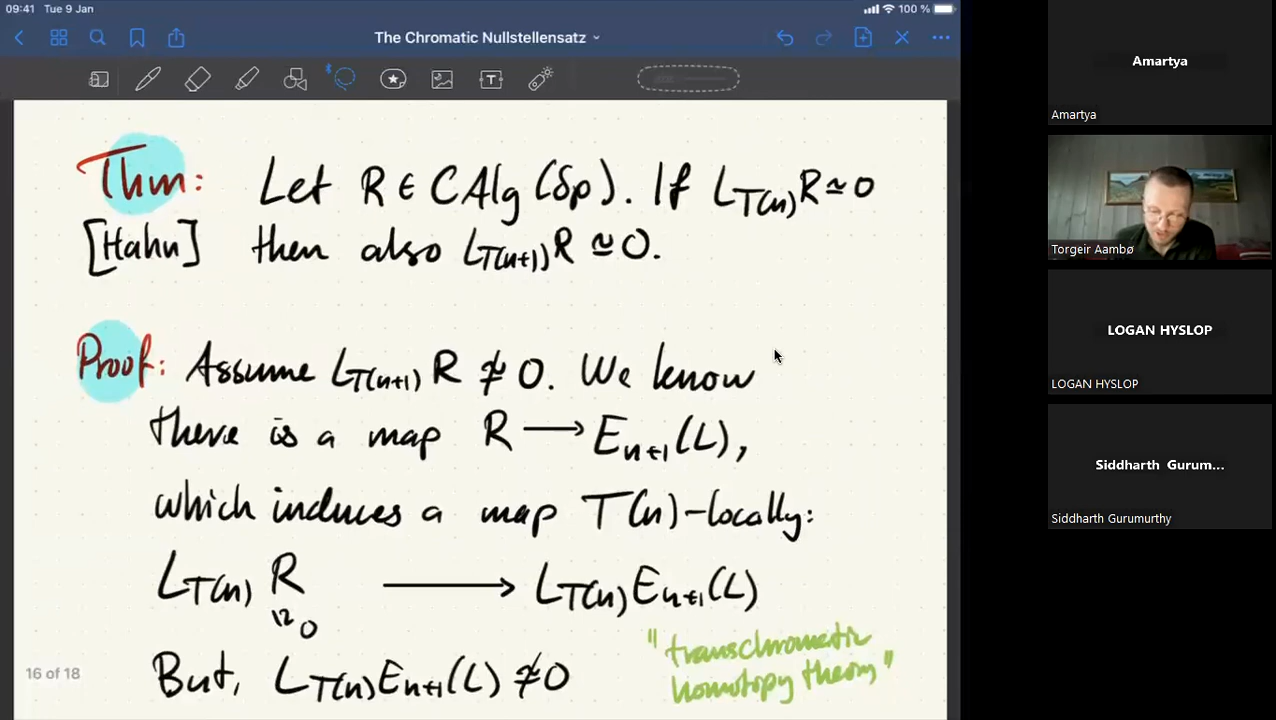 09:41 Tue 9 Jan
100 %
The Chromatic Nullstellensatz
Thm: Let R ∈ CAlg(Sp). If L_{T(n)}R ≃ 0
[Hahn] then also L_{T(n+1)}R ≃ 0.
Proof: Assume L_{T(n+1)} R ≄ 0. We know
there is a map R → E_{n+1}(L),
which induces a map T(n)-locally:
L_{T(n)} R → L_{T(n)}E_{n+1}(L)
≃ 0
"transchromatic
homotopy theory"
But, L_{T(n)}E_{n+1}(L) ≄ 0
16 of 18
Amartya
Amartya
Torgeir Aambø
LOGAN HYSLOP
LOGAN HYSLOP
Siddharth Gurum...
Siddharth Gurumurthy